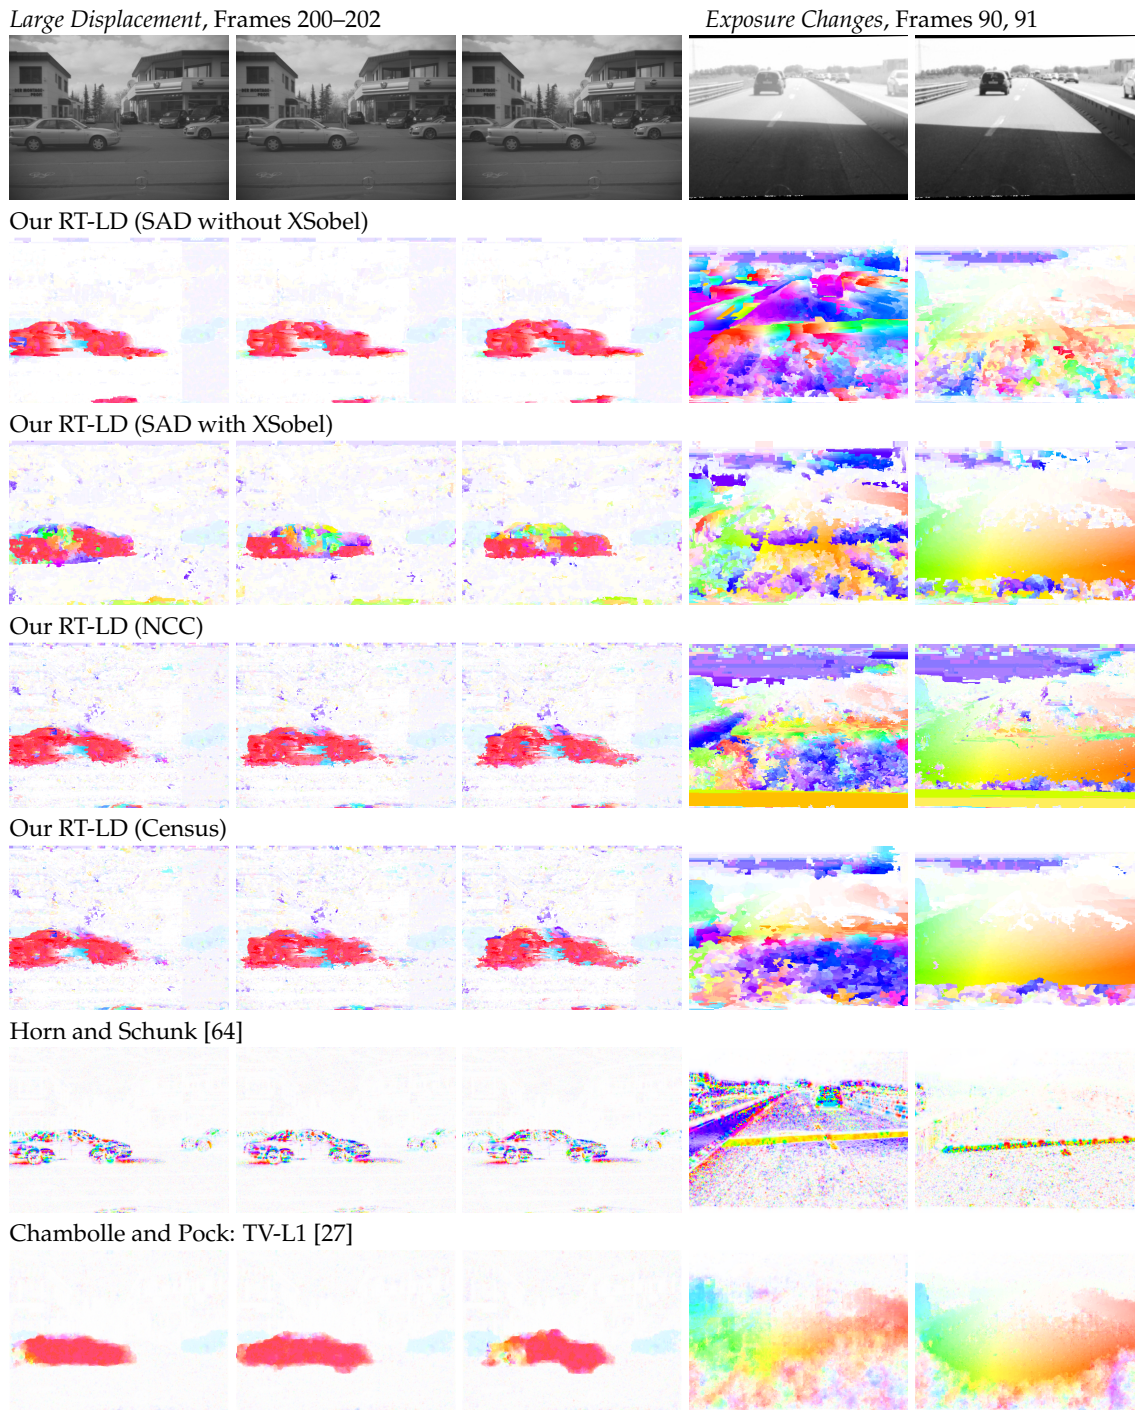 Large Displacement, Frames 200–202
Exposure Changes, Frames 90, 91
Our RT-LD (SAD without XSobel)
Our RT-LD (SAD with XSobel)
Our RT-LD (NCC)
Our RT-LD (Census)
Horn and Schunk [64]
Chambolle and Pock: TV-L1 [27]